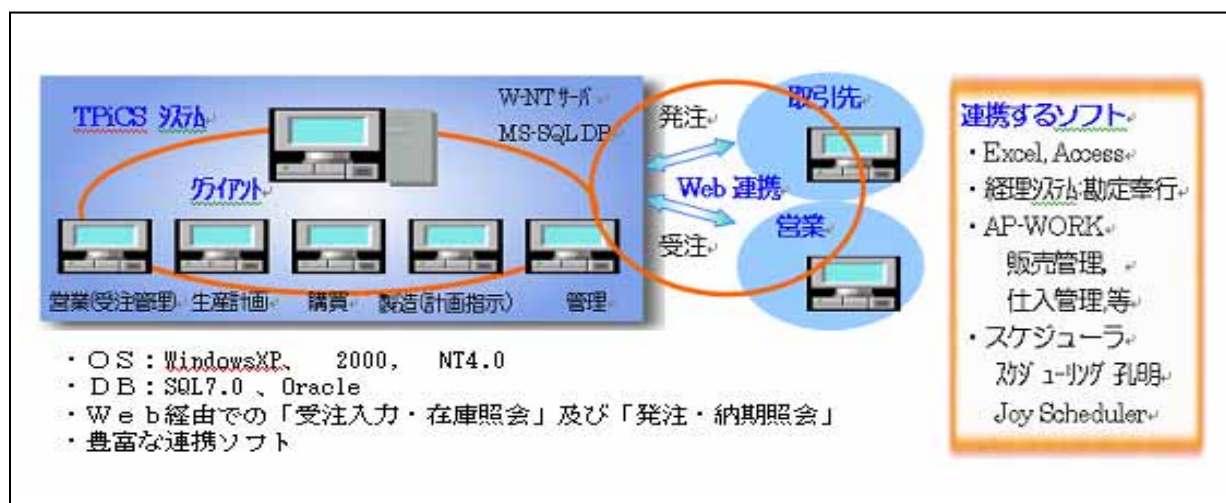 TPiCS ｼｽﾃﾑ
W-NT ｻｰﾊﾞ
MS-SQL DP
ｸﾗｲｱﾝﾄ
営業(受注管理)
生産計画
購買
製造(計画指示)
管理
発注
Web 連携
受注
取引先
営業
連携するソフト
・Excel, Access
・経理ｼｽﾃﾑ:勘定奉行
・AP-WORK
販売管理,
仕入管理,等
・スケジューラ
ｽｹｼﾞｭｰﾘﾝｸﾞ 孔明
Joy Scheduler
・ＯＳ：WindowsXP、　2000，　NT4.0
・ＤＢ：SQL7.0 、Oracle
・Ｗｅｂ経由での「受注入力・在庫照会」及び「発注・納期照会」
・豊富な連携ソフト